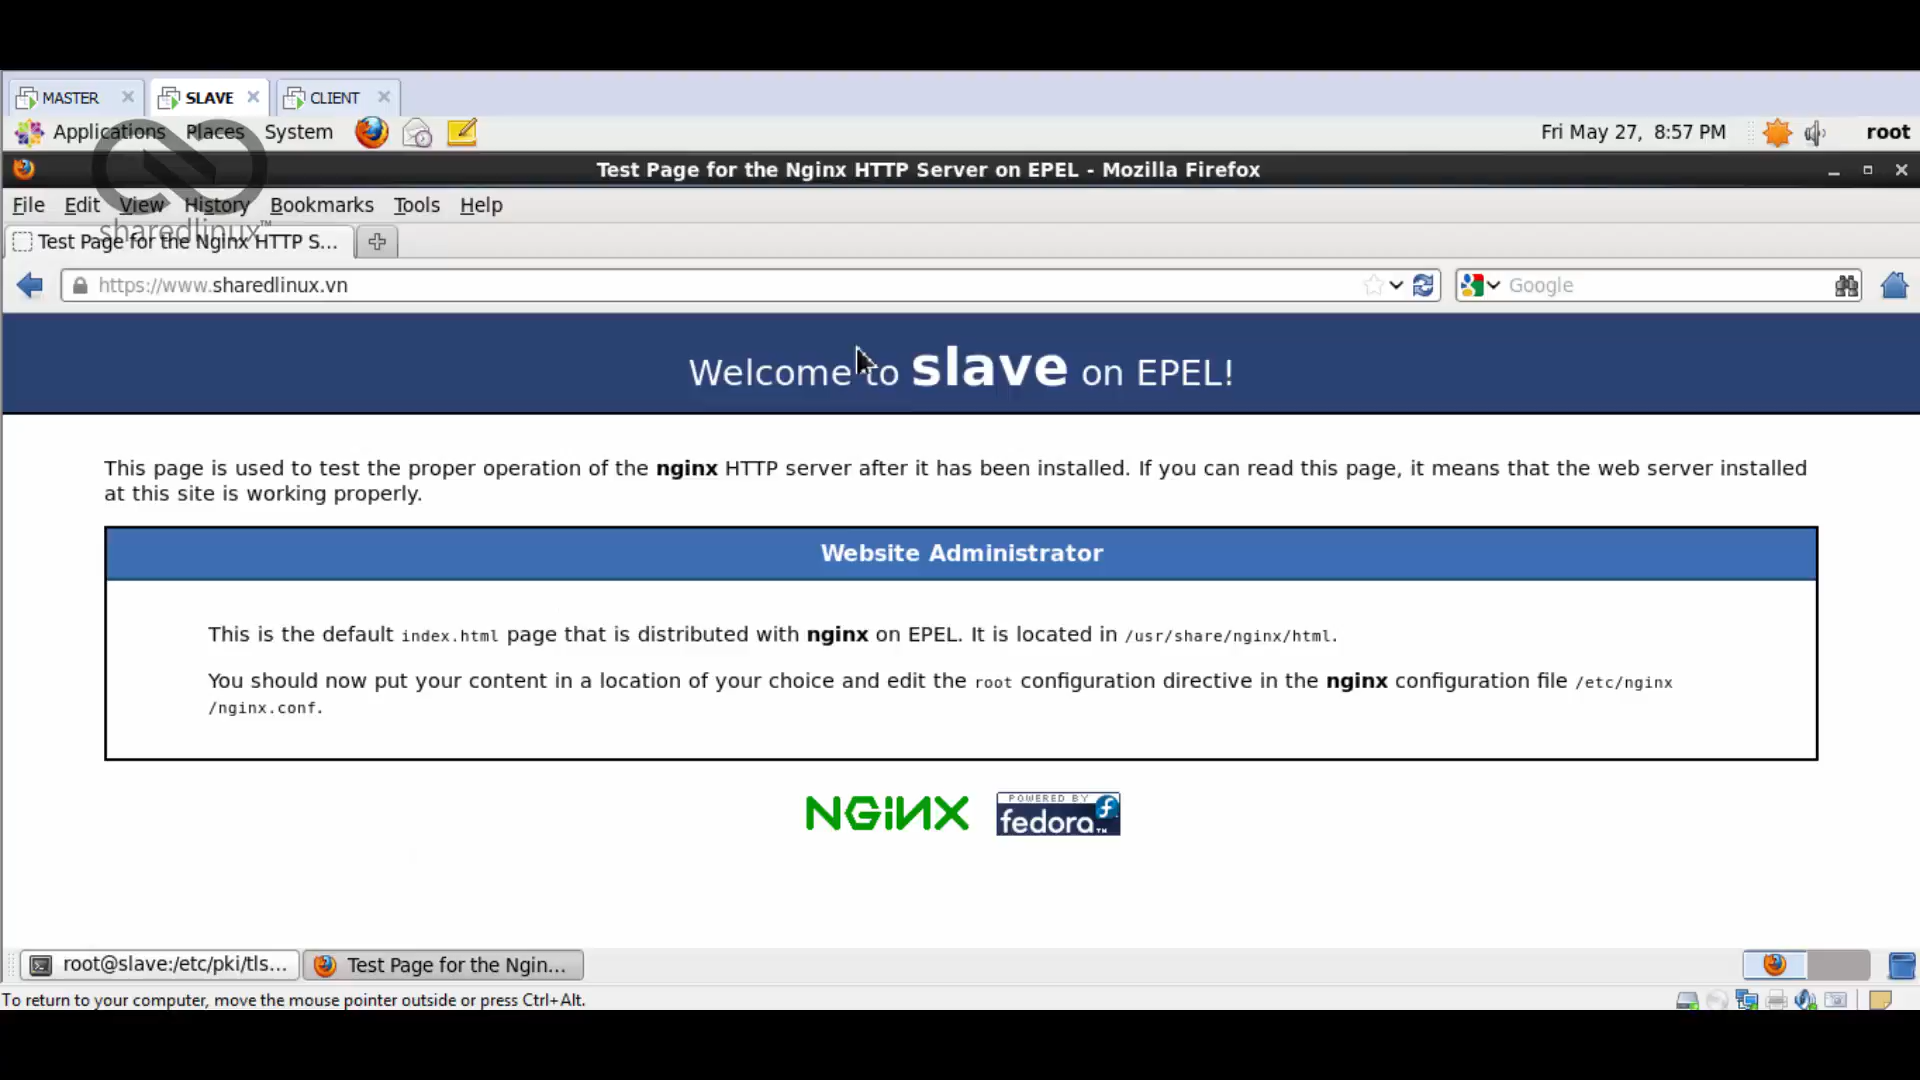 MASTER SLAVE CLIENT
Applications Places System Fri May 27, 8:57 PM root
Test Page for the Nginx HTTP Server on EPEL - Mozilla Firefox
File Edit View History Bookmarks Tools Help
sharedlinux™
Test Page for the Nginx HTTP S...
https://www.sharedlinux.vn Google
Welcome to slave on EPEL!
This page is used to test the proper operation of the nginx HTTP server after it has been installed. If you can read this page, it means that the web server installed
at this site is working properly.
Website Administrator
This is the default index.html page that is distributed with nginx on EPEL. It is located in /usr/share/nginx/html.
You should now put your content in a location of your choice and edit the root configuration directive in the nginx configuration file /etc/nginx
/nginx.conf.
NGINX POWERED BY
fedora™
root@slave:/etc/pki/tls... Test Page for the Ngin...
To return to your computer, move the mouse pointer outside or press Ctrl+Alt.